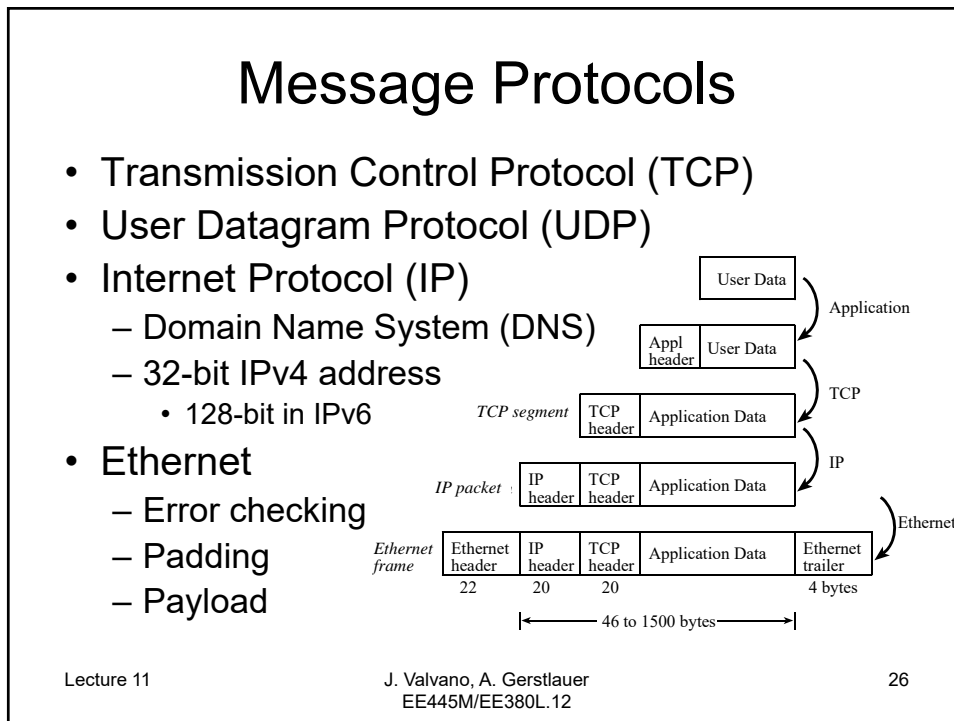 Message Protocols
• Transmission Control Protocol (TCP)
• User Datagram Protocol (UDP)
• Internet Protocol (IP)
– Domain Name System (DNS)
– 32-bit IPv4 address
• 128-bit in IPv6
• Ethernet
– Error checking
– Padding
– Payload
User Data
Application
Appl header User Data
TCP
TCP segment TCP header Application Data
IP
IP packet IP header TCP header Application Data
Ethernet
Ethernet frame Ethernet header IP header TCP header Application Data Ethernet trailer
22 20 20 4 bytes
46 to 1500 bytes
Lecture 11
J. Valvano, A. Gerstlauer
EE445M/EE380L.12
26